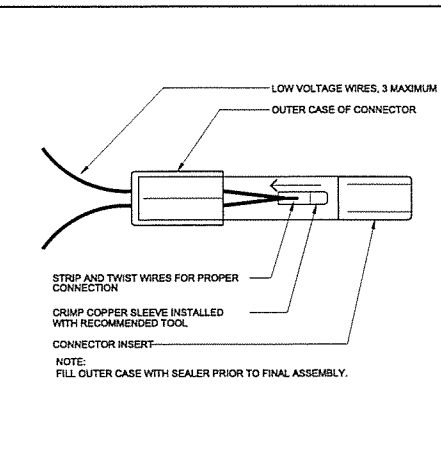 LOW VOLTAGE WIRES, 3 MAXIMUM
OUTER CASE OF CONNECTOR
STRIP AND TWIST WIRES FOR PROPER
CONNECTION
CRIMP COPPER SLEEVE INSTALLED
WITH RECOMMENDED TOOL
CONNECTOR INSERT
NOTE:
FILL OUTER CASE WITH SEALER PRIOR TO FINAL ASSEMBLY.